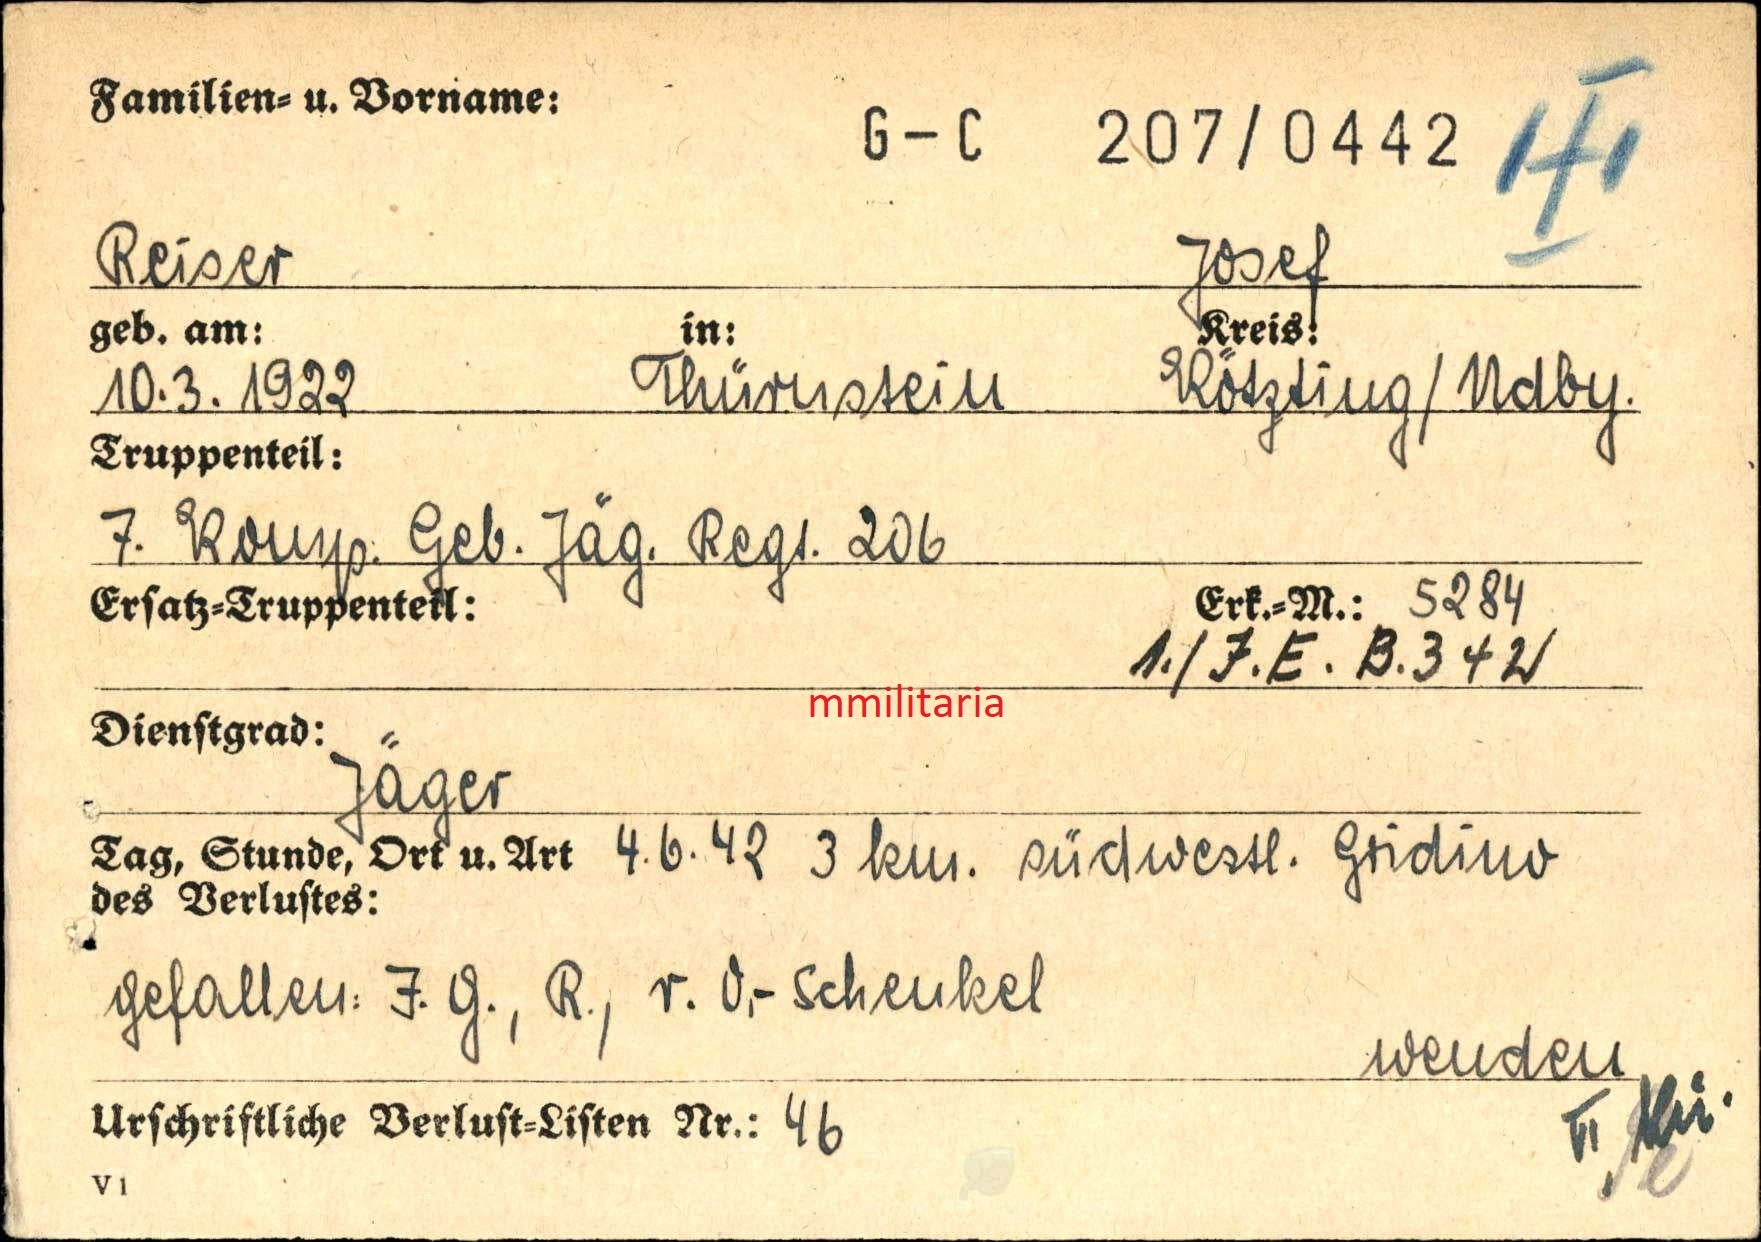 Familien- u. Vorname:
G-C 207/0442
Reiser Josef
geb. am: in: Kreis:
10.3.1922 Thürnstein Kötzting/Ndby.
Truppenteil:
7. Komp. Geb. Jäg. Regt. 206
Ersatz-Truppenteil: Erk.-M.: 5284
1./J.E.B.342
mmilitaria
Dienstgrad:
Jäger
Tag, Stunde, Ort u. Art 4.6.42 3 km. südwestl. Gridino
des Verlustes:
gefallen: J.G., R., r. O,- Schenkel
wenden
Urschriftliche Verlust-Listen Nr.: 46
VI
V1